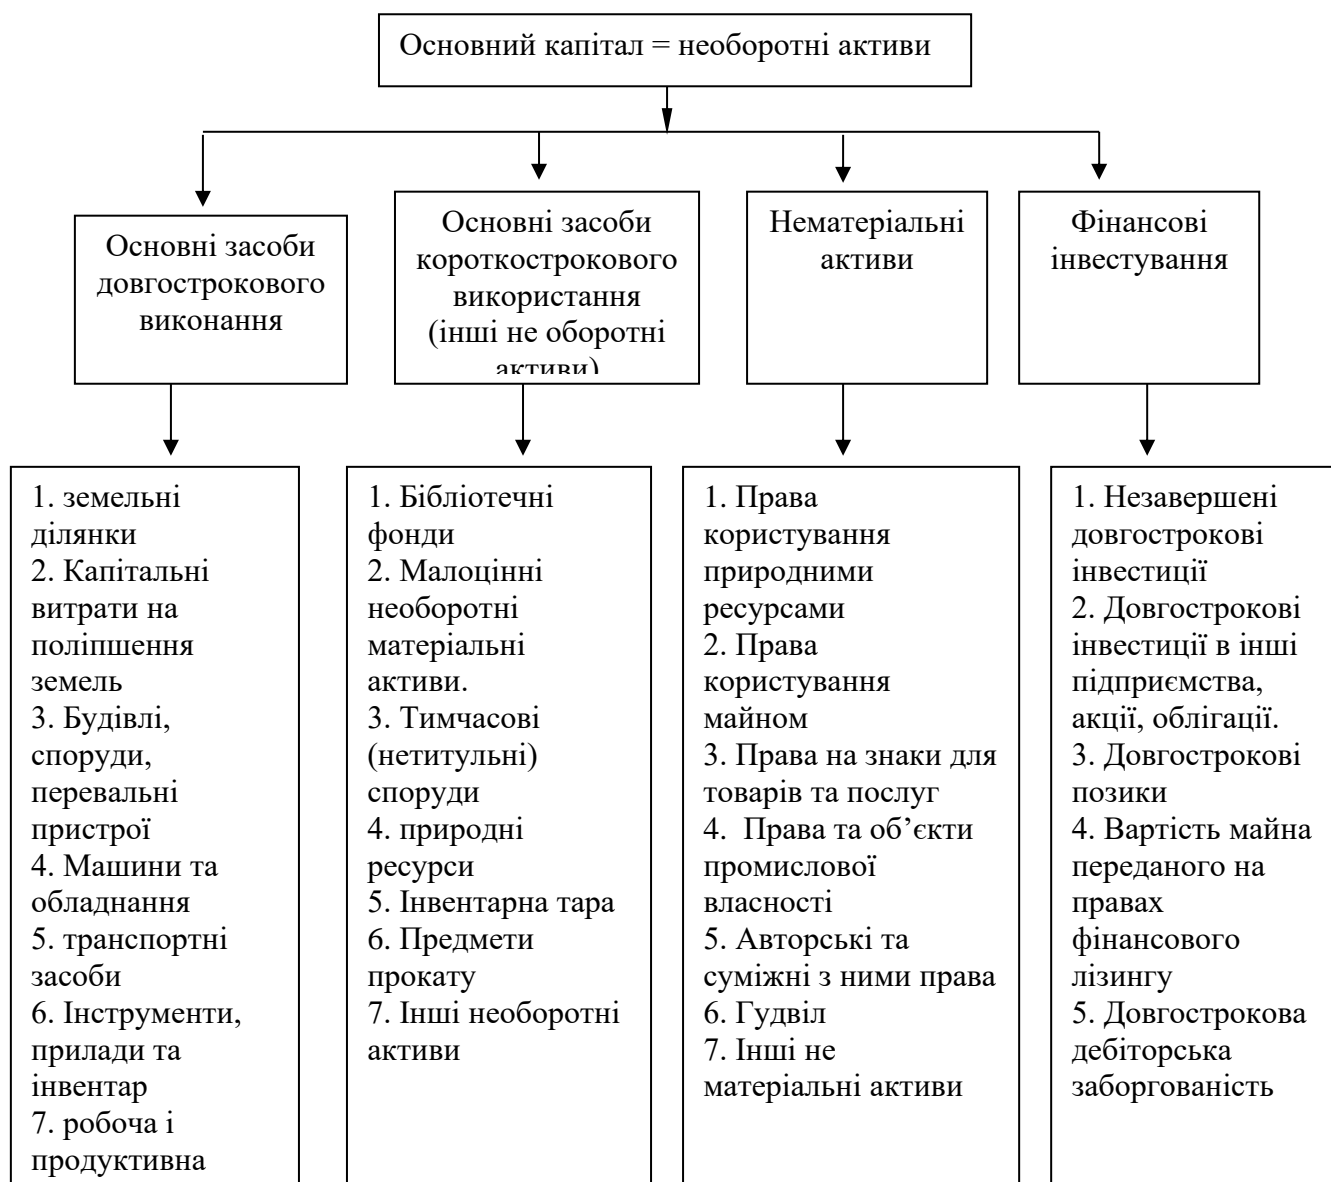 Основний капітал = необоротні активи
Основні засоби
довгострокового
виконання
Основні засоби
короткострокового
використання
(інші не оборотні
активи)
Нематеріальні
активи
Фінансові
інвестування
1. земельні
ділянки
2. Капітальні
витрати на
поліпшення
земель
3. Будівлі,
споруди,
перевальні
пристрої
4. Машини та
обладнання
5. транспортні
засоби
6. Інструменти,
прилади та
інвентар
7. робоча і
продуктивна
1. Бібліотечні
фонди
2. Малоцінні
необоротні
матеріальні
активи.
3. Тимчасові
(нетитульні)
споруди
4. природні
ресурси
5. Інвентарна тара
6. Предмети
прокату
7. Інші необоротні
активи
1. Права
користування
природними
ресурсами
2. Права
користування
майном
3. Права на знаки для
товарів та послуг
4. Права та об’єкти
промислової
власності
5. Авторські та
суміжні з ними права
6. Гудвіл
7. Інші не
матеріальні активи
1. Незавершені
довгострокові
інвестиції
2. Довгострокові
інвестиції в інші
підприємства,
акції, облігації.
3. Довгострокові
позики
4. Вартість майна
переданого на
правах
фінансового
лізингу
5. Довгострокова
дебіторська
заборгованість